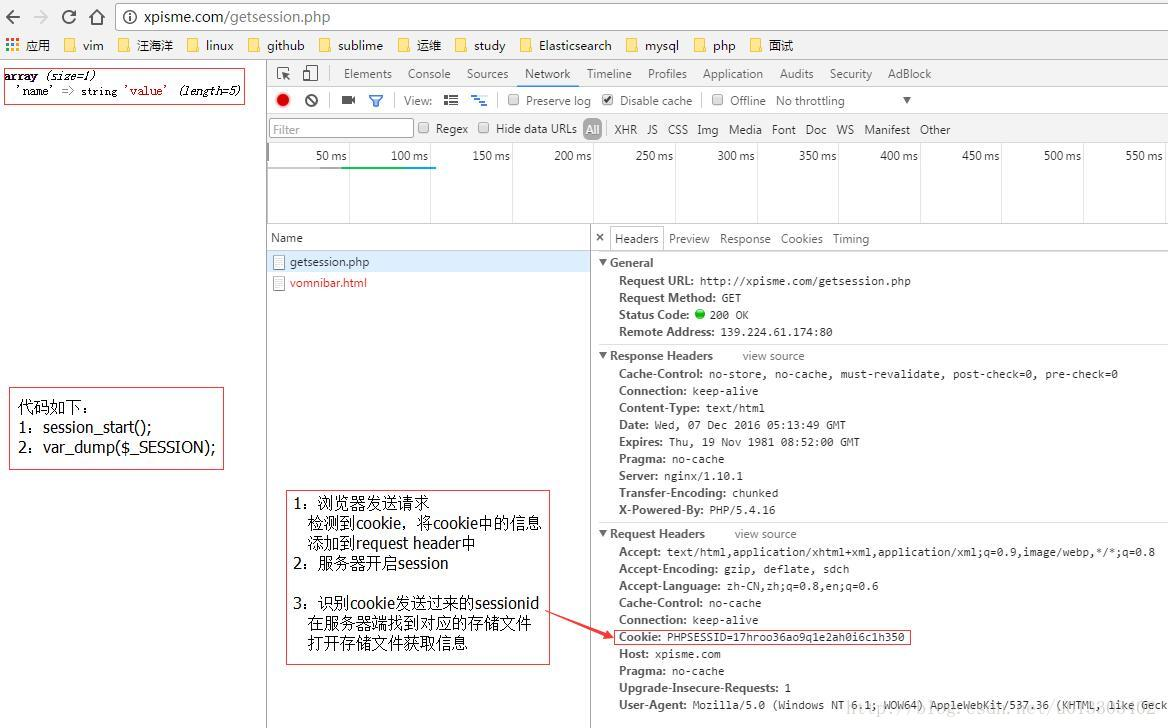 xpisme.com/getsession.php
应用 vim 汪海洋 linux github sublime 运维 study Elasticsearch mysql php 面试
array (size=1)
'name' => string 'value' (length=5)
Elements Console Sources Network Timeline Profiles Application Audits Security AdBlock
View: Preserve log Disable cache Offline No throttling
Filter Regex Hide data URLs All XHR JS CSS Img Media Font Doc WS Manifest Other
50 ms 100 ms 150 ms 200 ms 250 ms 300 ms 350 ms 400 ms 450 ms 500 ms 550 ms
Name
getsession.php
vomnibar.html
× Headers Preview Response Cookies Timing
General
Request URL: http://xpisme.com/getsession.php
Request Method: GET
Status Code: 200 OK
Remote Address: 139.224.61.174:80
Response Headers view source
Cache-Control: no-store, no-cache, must-revalidate, post-check=0, pre-check=0
Connection: keep-alive
Content-Type: text/html
Date: Wed, 07 Dec 2016 05:13:49 GMT
Expires: Thu, 19 Nov 1981 08:52:00 GMT
Pragma: no-cache
Server: nginx/1.10.1
Transfer-Encoding: chunked
X-Powered-By: PHP/5.4.16
Request Headers view source
Accept: text/html,application/xhtml+xml,application/xml;q=0.9,image/webp,*/*;q=0.8
Accept-Encoding: gzip, deflate, sdch
Accept-Language: zh-CN,zh;q=0.8,en;q=0.6
Cache-Control: no-cache
Connection: keep-alive
Cookie: PHPSESSID=17hroo36ao9q1e2ah0i6c1h350
Host: xpisme.com
Pragma: no-cache
Upgrade-Insecure-Requests: 1
User-Agent: Mozilla/5.0 (Windows NT 6.1; WOW64) AppleWebKit/537.36 (KHTML, like Geck
代码如下：
1：session_start();
2：var_dump($_SESSION);
1：浏览器发送请求
检测到cookie，将cookie中的信息
添加到request header中
2：服务器开启session
3：识别cookie发送过来的sessionid
在服务器端找到对应的存储文件
打开存储文件获取信息